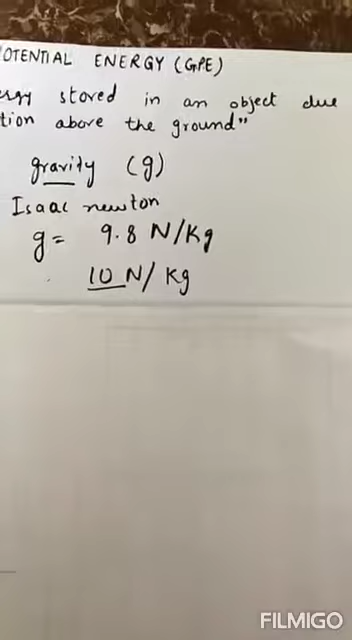 OTENTIAL ENERGY (GPE)
ergy stored in an object due
tion above the ground"
gravity (g)
Isaac newton
g = 9.8 N/Kg
10 N/ Kg
FILMIGO